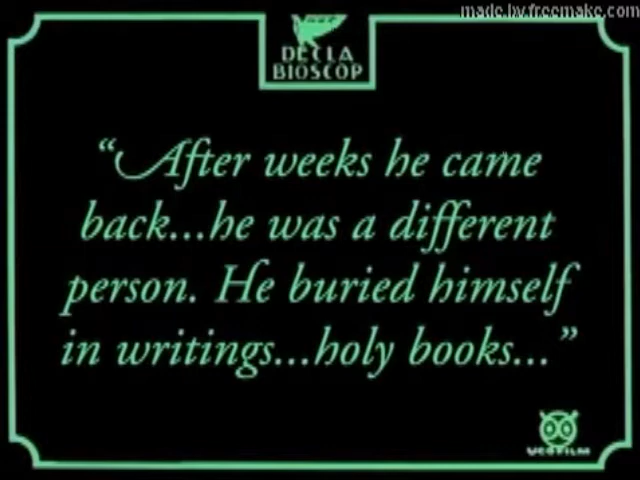 made.by.freemake.com
DECLA
BIOSCOP
“After weeks he came
back...he was a different
person. He buried himself
in writings...holy books...”